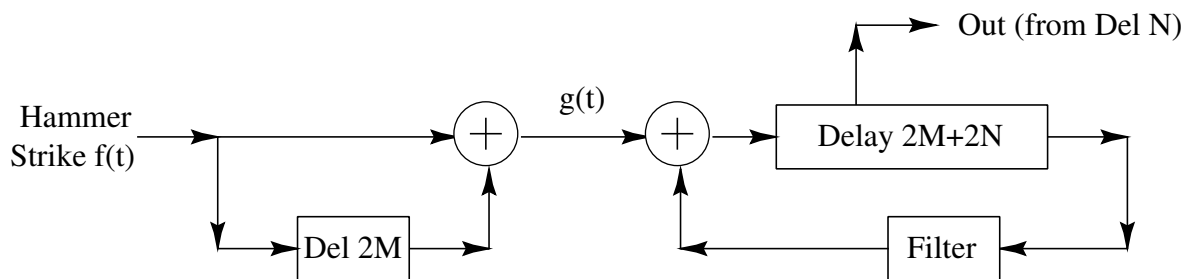 Out (from Del N)
g(t)
Hammer
Strike f(t)
+
+
Delay 2M+2N
Del 2M
Filter